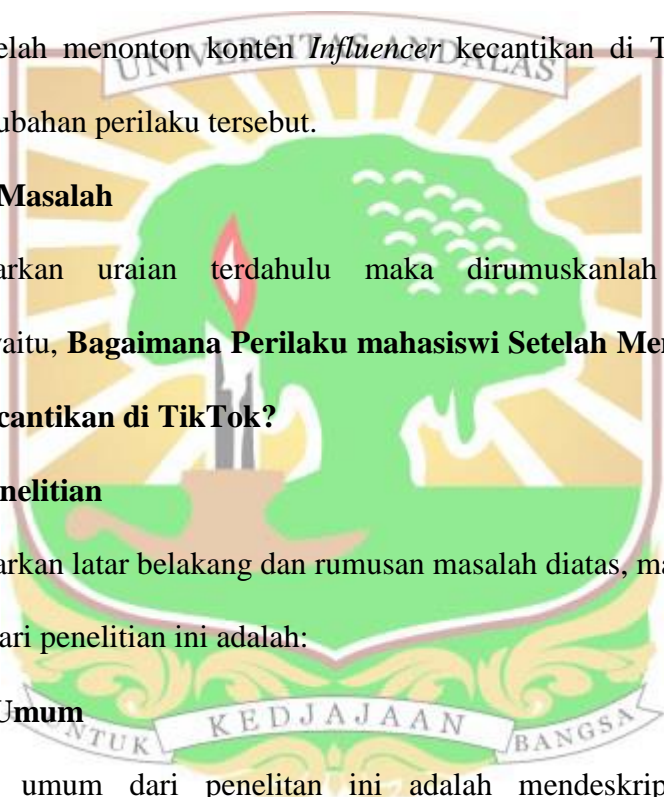 elah menonton konten Influencer kecantikan di T
UNIVERSITAS ANDALAS
ubahan perilaku tersebut.
Masalah
arkan uraian terdahulu maka dirumuskanlah
yaitu, Bagaimana Perilaku mahasiswi Setelah Mer
cantikan di TikTok?
nelitian
arkan latar belakang dan rumusan masalah diatas, ma
ari penelitian ini adalah:
Umum
UNTUK KEDJAJAAN BANGSA
umum dari penelitan ini adalah mendeskrip